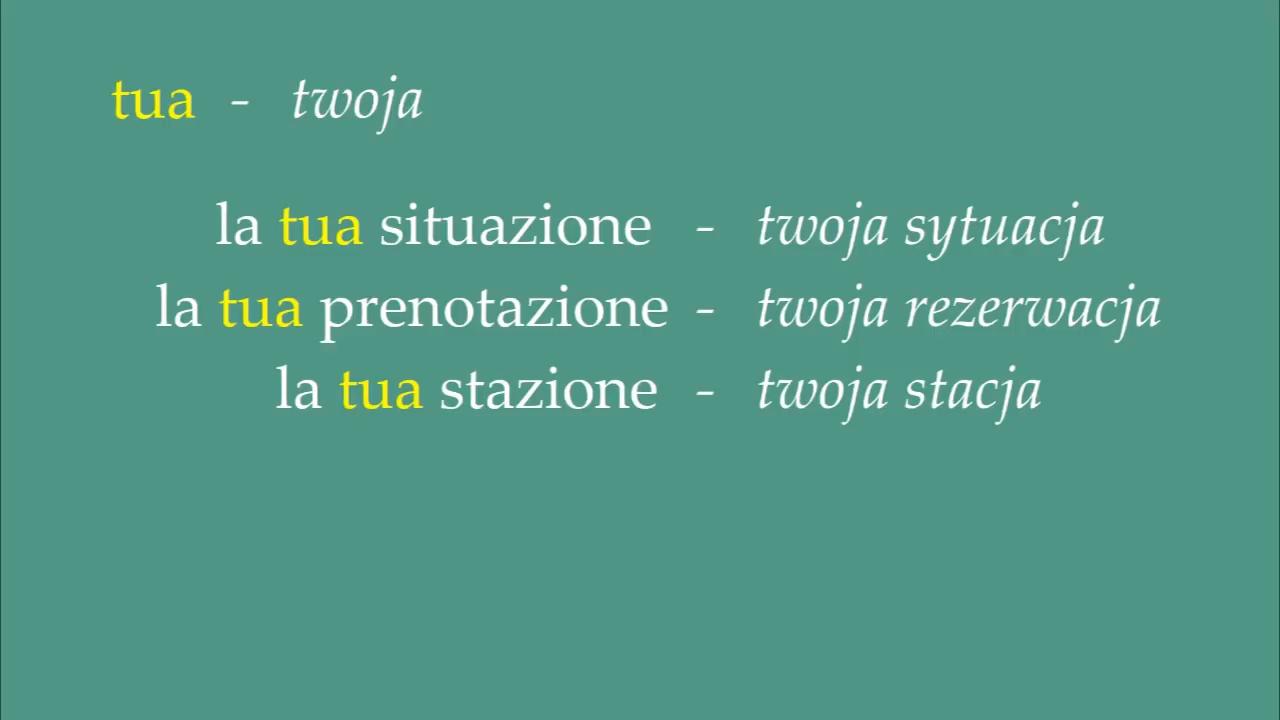 tua - twoja
la tua situazione - twoja sytuacja
la tua prenotazione - twoja rezerwacja
la tua stazione - twoja stacja